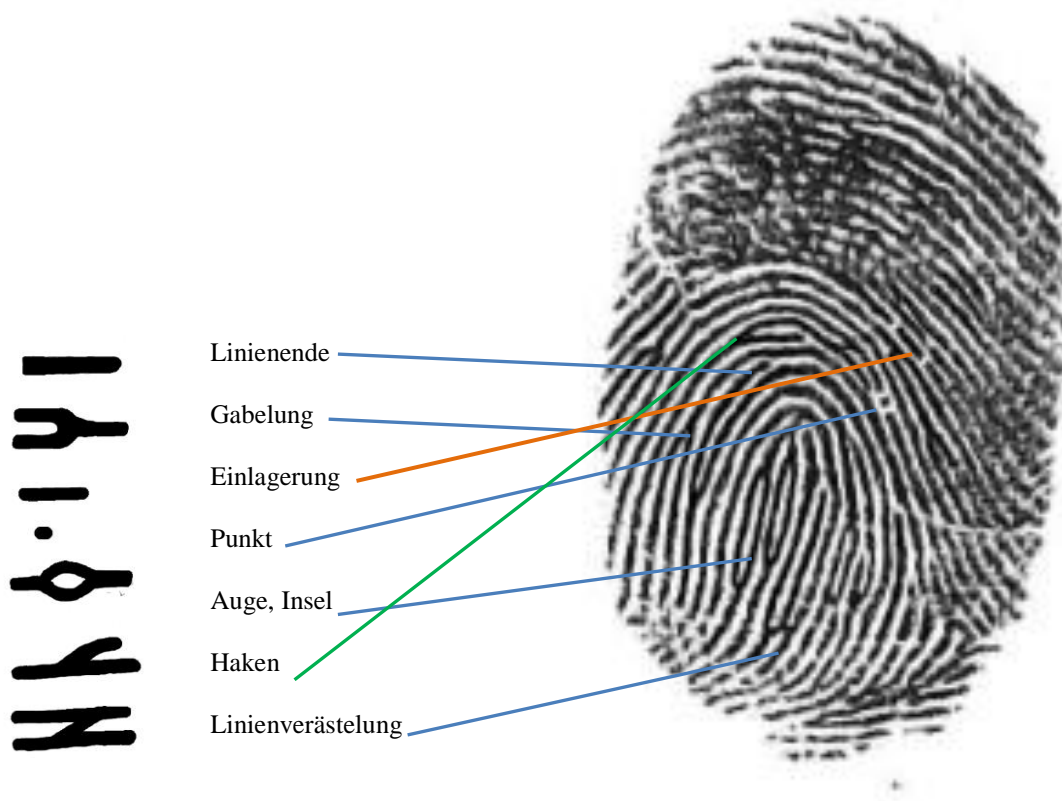 Linienende
Gabelung
Einlagerung
Punkt
Auge, Insel
Haken
Linienverästelung